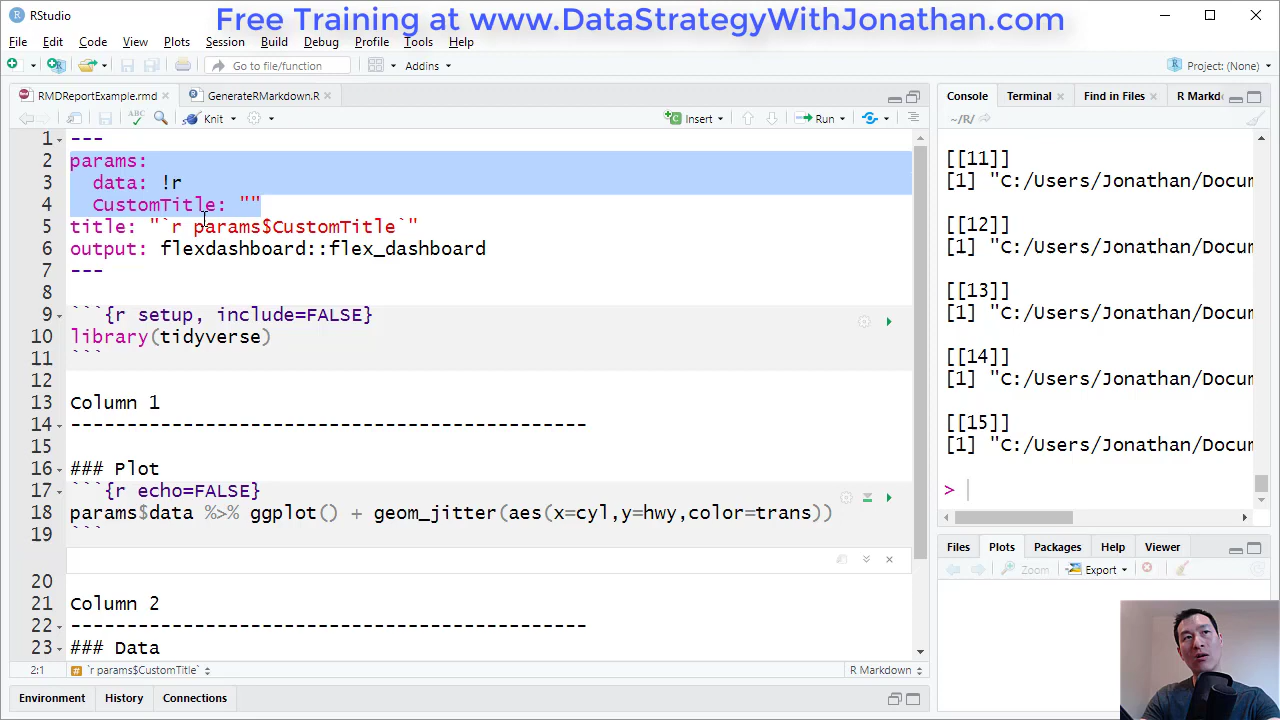 RStudio
Free Training at www.DataStrategyWithJonathan.com
File Edit Code View Plots Session Build Debug Profile Tools Help
Go to file/function Addins Project: (None)
RMDReportExample.rmd GenerateRMarkdown.R
Knit Insert Run
1 ---
2 params:
3 data: !r
4 CustomTitle: ""
5 title: "`r params$CustomTitle`"
6 output: flexdashboard::flex_dashboard
7 ---
8
9 ```{r setup, include=FALSE}
10 library(tidyverse)
11 ```
12
13 Column 1
14 ----------------------------------------------
15
16 ### Plot
17 ```{r echo=FALSE}
18 params$data %>% ggplot() + geom_jitter(aes(x=cyl,y=hwy,color=trans))
19 ```
20
21 Column 2
22 ----------------------------------------------
23 ### Data
2:1 `r params$CustomTitle` R Markdown
Environment History Connections
Console Terminal Find in Files R Markd
~/R/
[[11]]
[1] "C:/Users/Jonathan/Docum
[[12]]
[1] "C:/Users/Jonathan/Docum
[[13]]
[1] "C:/Users/Jonathan/Docum
[[14]]
[1] "C:/Users/Jonathan/Docum
[[15]]
[1] "C:/Users/Jonathan/Docum
>
Files Plots Packages Help Viewer
Zoom Export